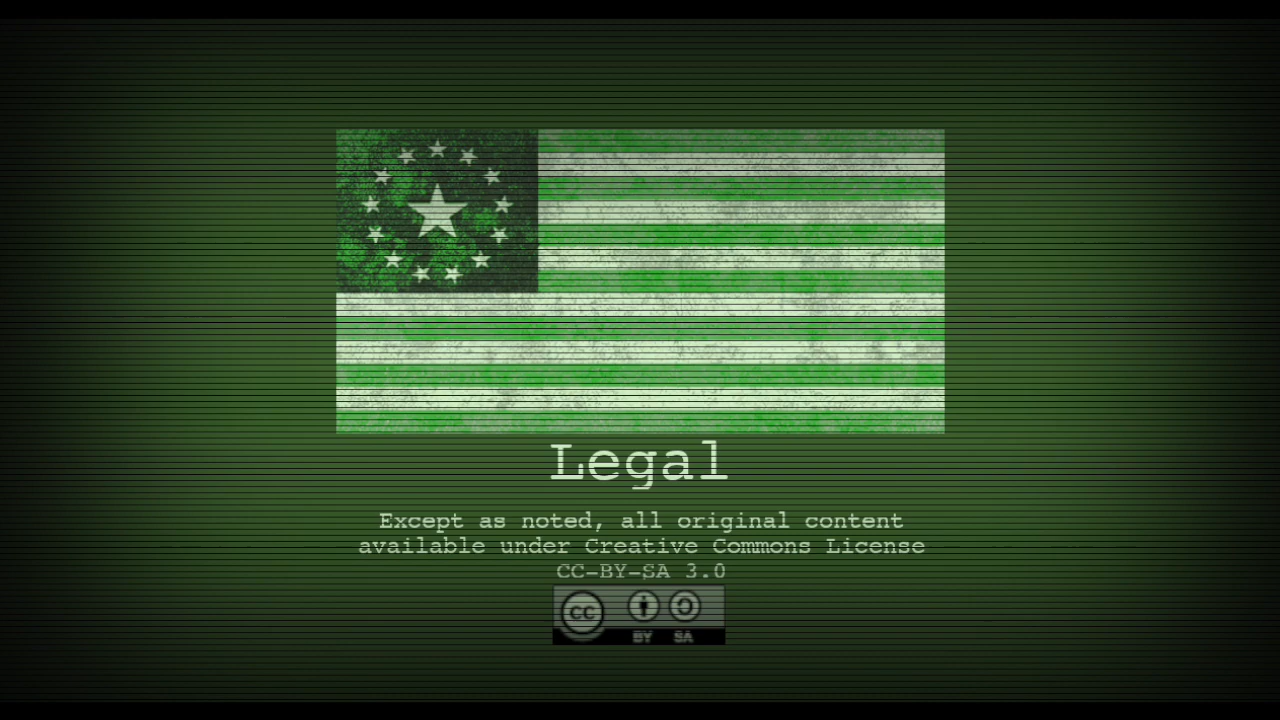 Legal
Except as noted, all original content
available under Creative Commons License
CC-BY-SA 3.0
CC
BY SA